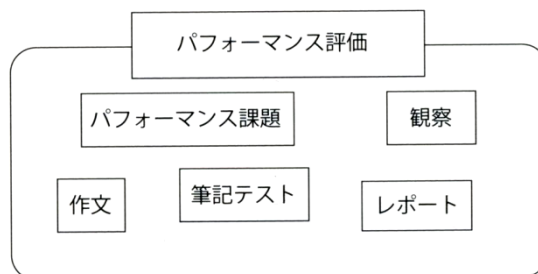 パフォーマンス評価
パフォーマンス課題
観察
作文
筆記テスト
レポート